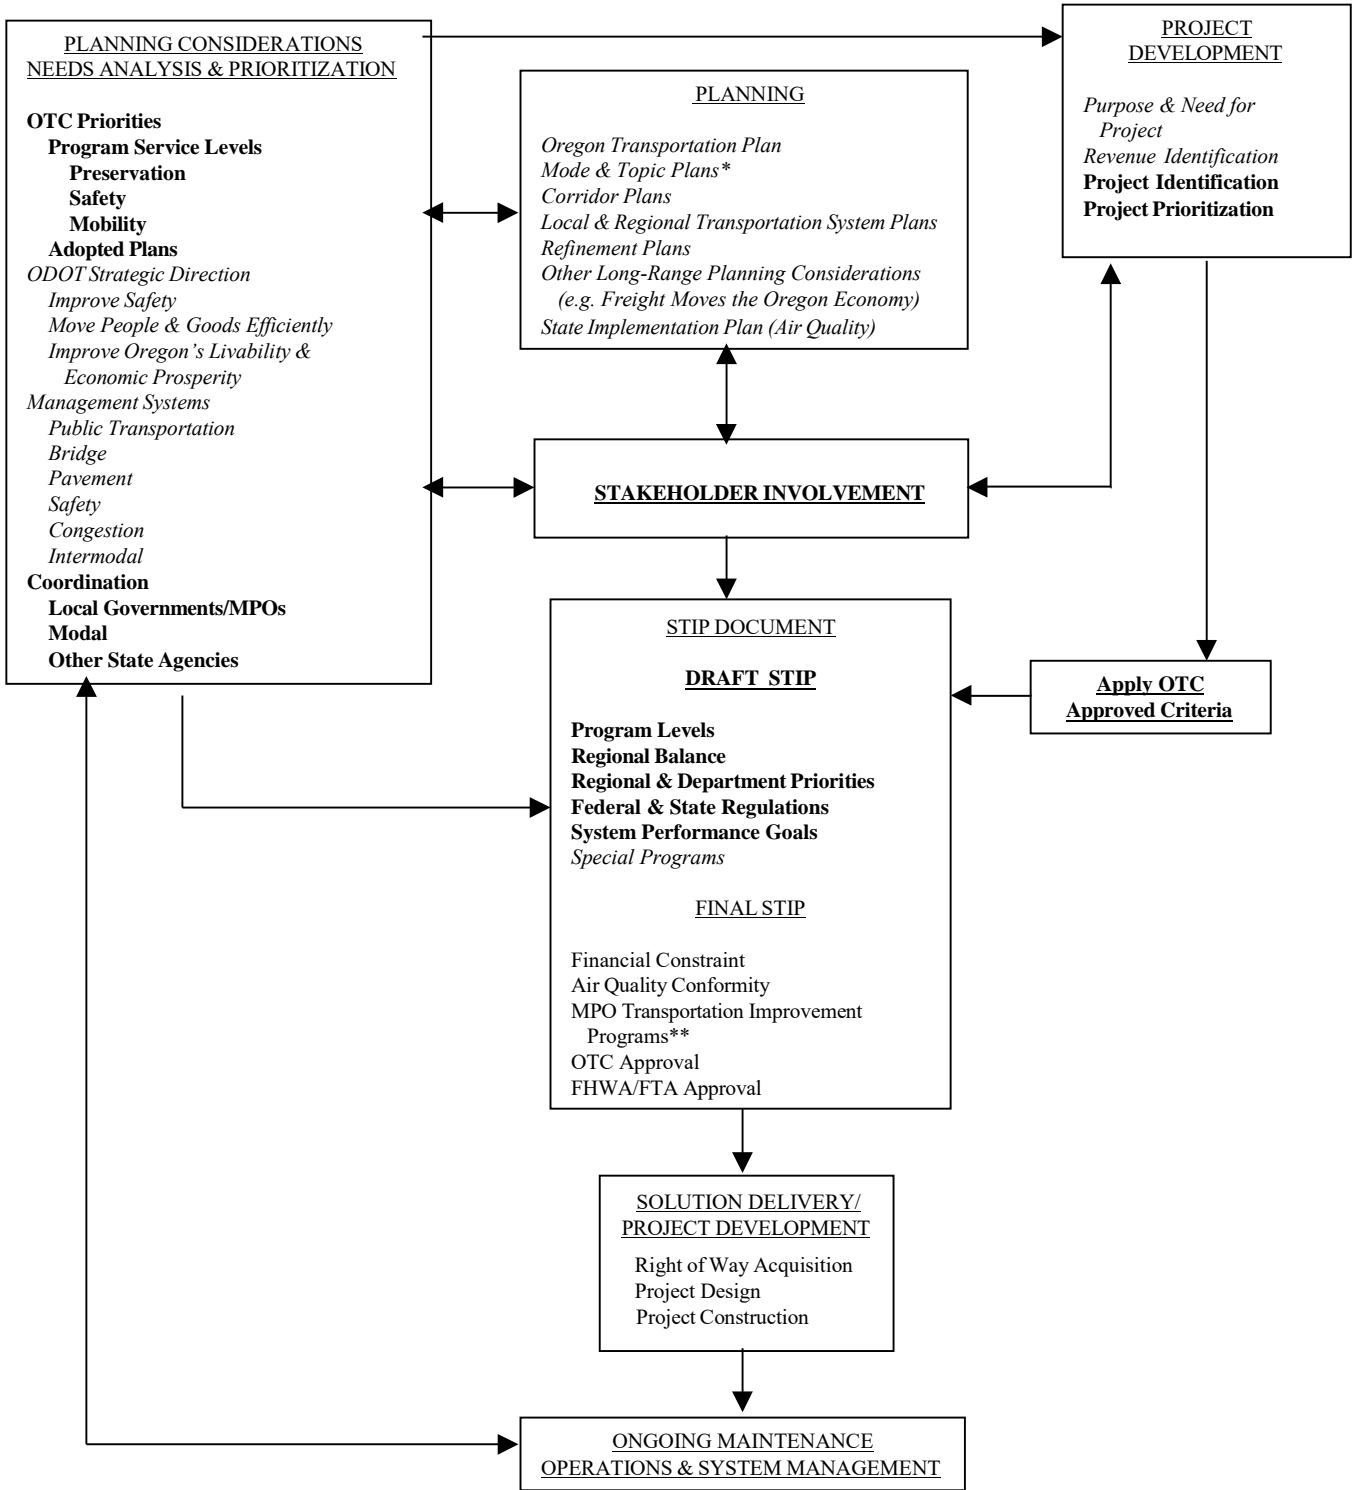 PLANNING CONSIDERATIONS
NEEDS ANALYSIS & PRIORITIZATION
OTC Priorities
Program Service Levels
Preservation
Safety
Mobility
Adopted Plans
ODOT Strategic Direction
Improve Safety
Move People & Goods Efficiently
Improve Oregon’s Livability &
Economic Prosperity
Management Systems
Public Transportation
Bridge
Pavement
Safety
Congestion
Intermodal
Coordination
Local Governments/MPOs
Modal
Other State Agencies
PLANNING
Oregon Transportation Plan
Mode & Topic Plans*
Corridor Plans
Local & Regional Transportation System Plans
Refinement Plans
Other Long-Range Planning Considerations
(e.g. Freight Moves the Oregon Economy)
State Implementation Plan (Air Quality)
PROJECT
DEVELOPMENT
Purpose & Need for
Project
Revenue Identification
Project Identification
Project Prioritization
STAKEHOLDER INVOLVEMENT
STIP DOCUMENT
DRAFT STIP
Program Levels
Regional Balance
Regional & Department Priorities
Federal & State Regulations
System Performance Goals
Special Programs
FINAL STIP
Financial Constraint
Air Quality Conformity
MPO Transportation Improvement
Programs**
OTC Approval
FHWA/FTA Approval
Apply OTC
Approved Criteria
SOLUTION DELIVERY/
PROJECT DEVELOPMENT
Right of Way Acquisition
Project Design
Project Construction
ONGOING MAINTENANCE
OPERATIONS & SYSTEM MANAGEMENT